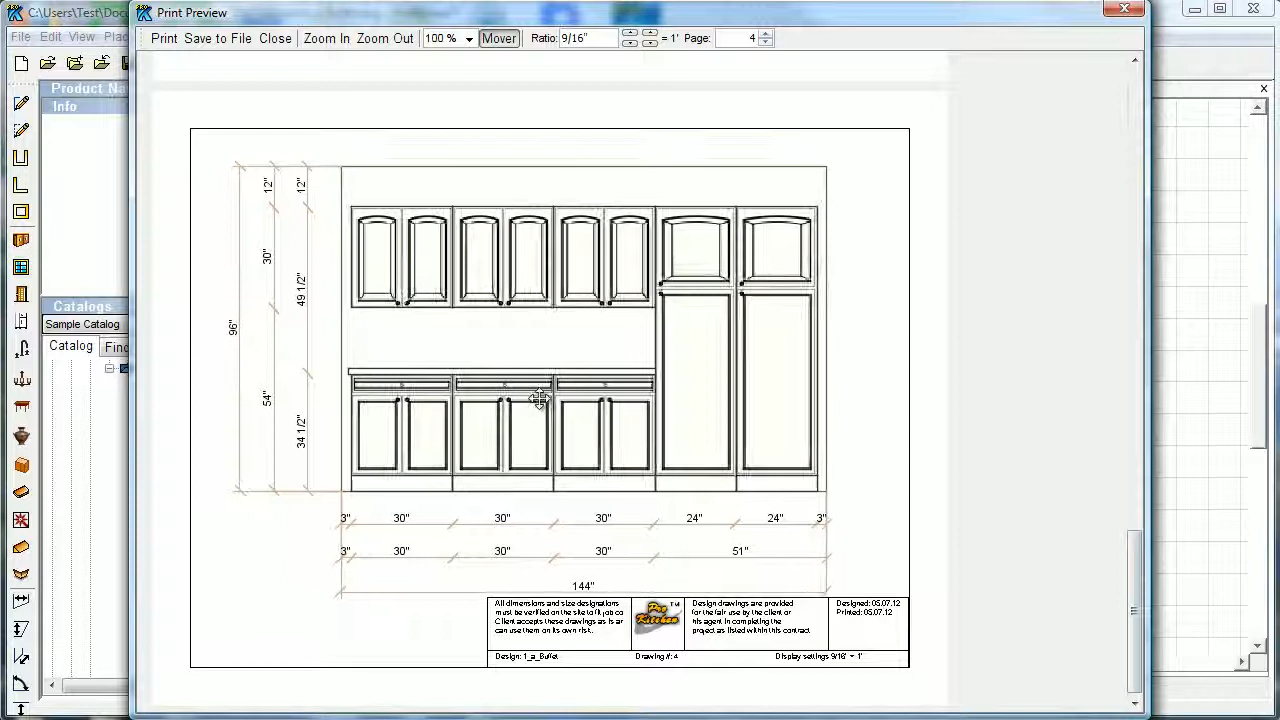 C:\Users\Test\Doc
Print Preview
File Edit View Plac
Print Save to File Close Zoom In Zoom Out 100 % Mover Ratio: 9/16" = 1' Page: 4
Product Na
Info
Catalogs
Sample Catalog
Catalog Find
12" 12"
30"
49 1/2"
96"
54"
34 1/2"
3" 30" 30" 30" 24" 24" 3"
3" 30" 30" 30" 51"
144"
All dimensions and size designations
must be verified on the site to fit job co
Client accepts these drawings as is ar
can use them on its own risk.
Pro Kitchen TM
Design drawings are provided
for the fair use by the client or
his agent in completing the
project as listed within this contract
Designed: 05.07.12
Printed: 05.07.12
Design: 1_a_Buffet
Drawing #: 4
Display settings 9/16" = 1'